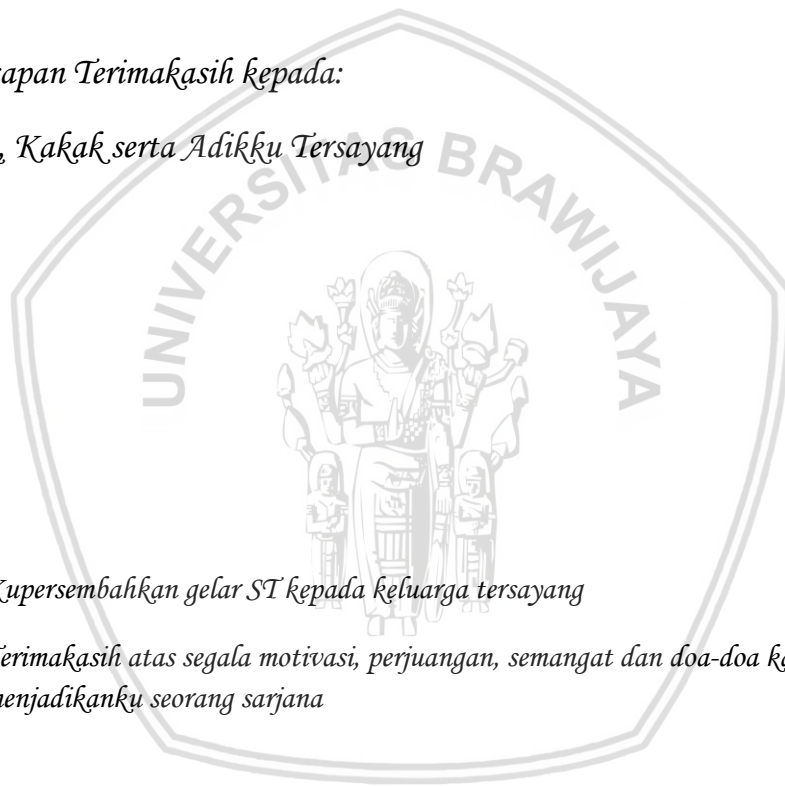 apan Terimakasih kepada:
, Kakak serta Adikku Tersayang
UNIVERSITAS BRAWIJAYA
Kupersembahkan gelar ST kepada keluarga tersayang
Terimakasih atas segala motivasi, perjuangan, semangat dan doa-doa ka
menjadikanku seorang sarjana